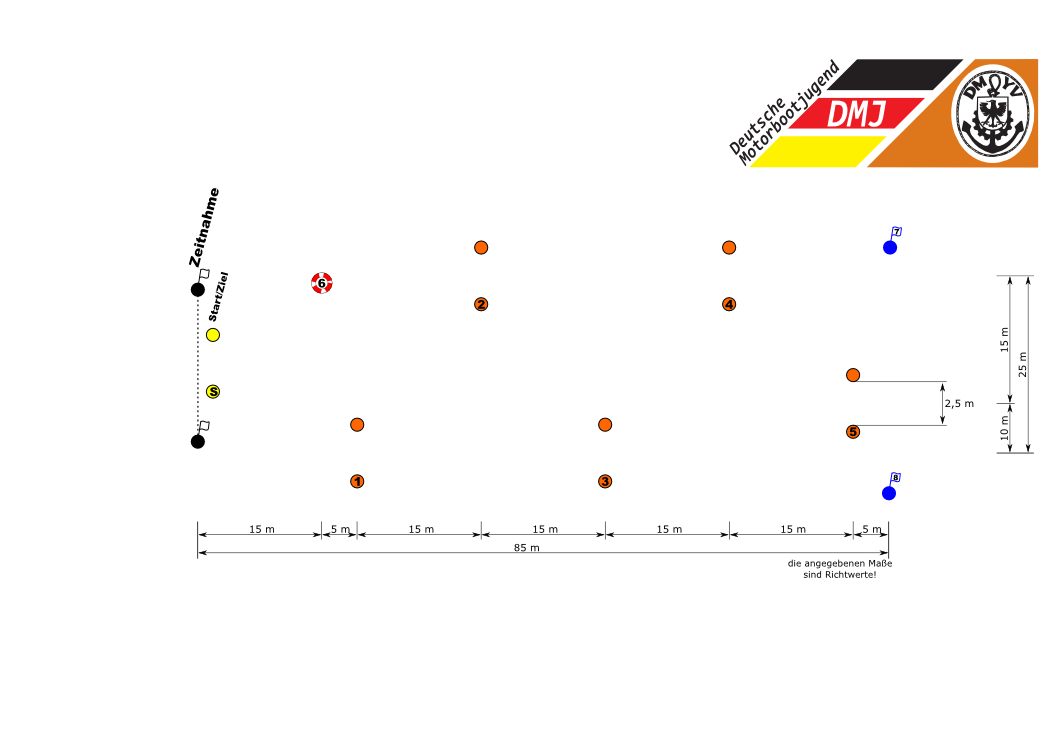 Deutsche
Motorbootjugend
DMJ
DMYV
Zeitnahme
Start/Ziel
7
6
2
4
S
15 m
25 m
2,5 m
5
10 m
1
3
8
15 m
5 m
15 m
15 m
15 m
15 m
5 m
85 m
die angegebenen Maße
sind Richtwerte!